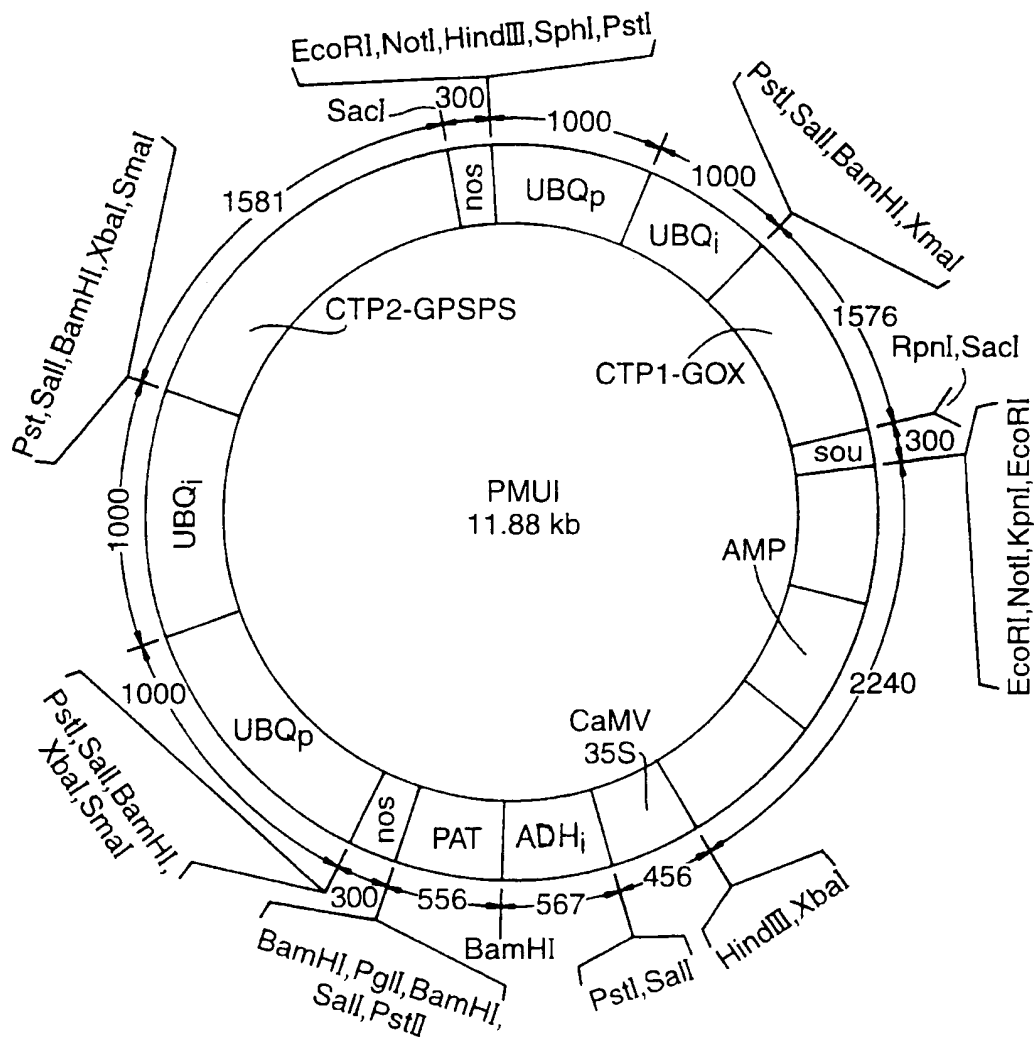 EcoRI,NotI,HindⅢ,SphI,PstI
SacI
300
1000
1000
PstI,SalI,BamHI,XmaI
1581
nos
UBQp
UBQi
Pst,SalI,BamHI,XbaI,SmaI
CTP2-GPSPS
CTP1-GOX
1576
RpnI,SacI
300
sou
EcoRI,NotI,KpnI,EcoRI
PMUI
11.88 kb
1000
UBQi
AMP
2240
1000
UBQp
PstI,SalI,BamHI,
XbaI,SmaI
CaMV
35S
nos
PAT
ADHi
300
556
567
456
HindⅢ,XbaI
BamHI
PstI,SalI
BamHI,PglI,BamHI,
SalI,PstⅡ